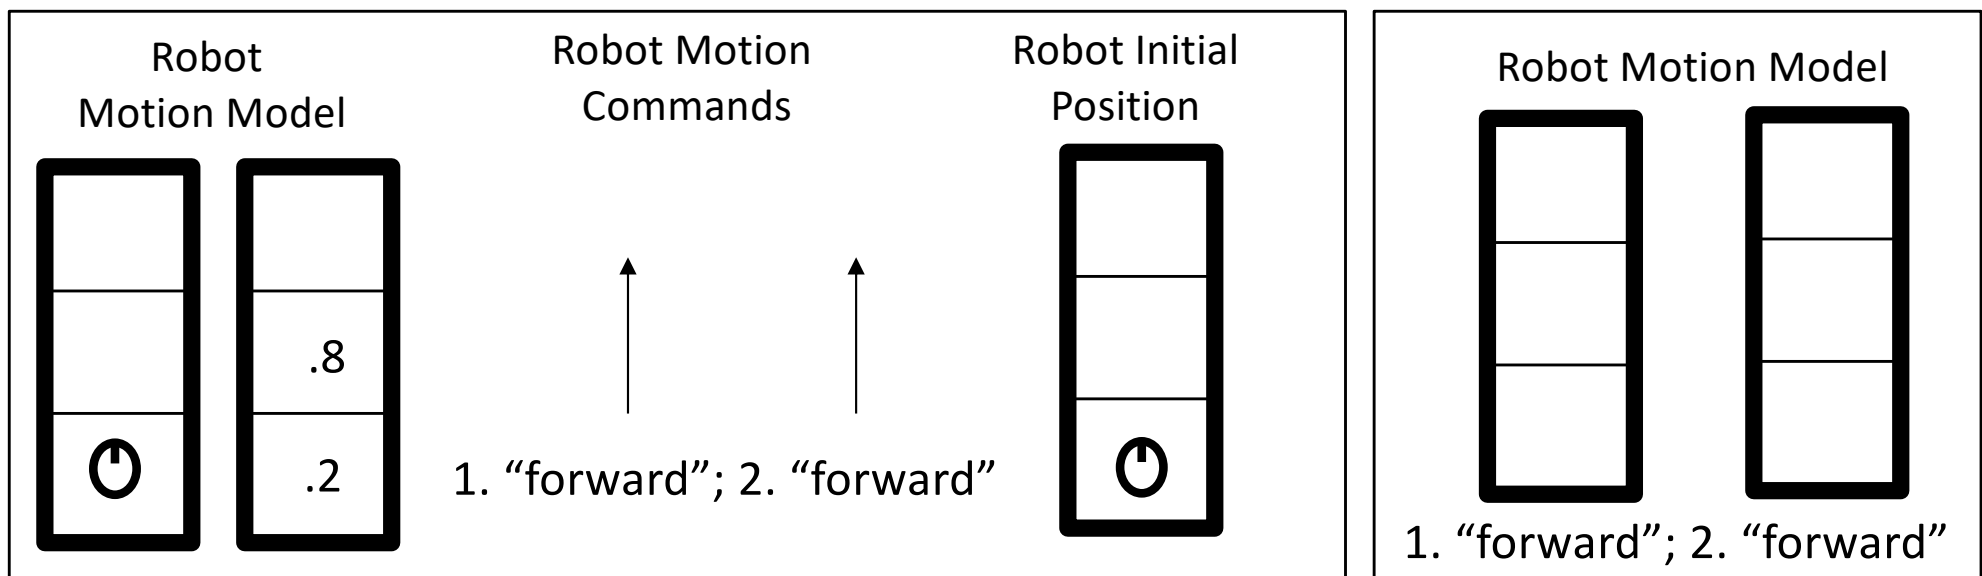 Robot
Motion Model
Robot Motion
Commands
Robot Initial
Position
.8
.2
1. “forward”; 2. “forward”
Robot Motion Model
1. “forward”; 2. “forward”